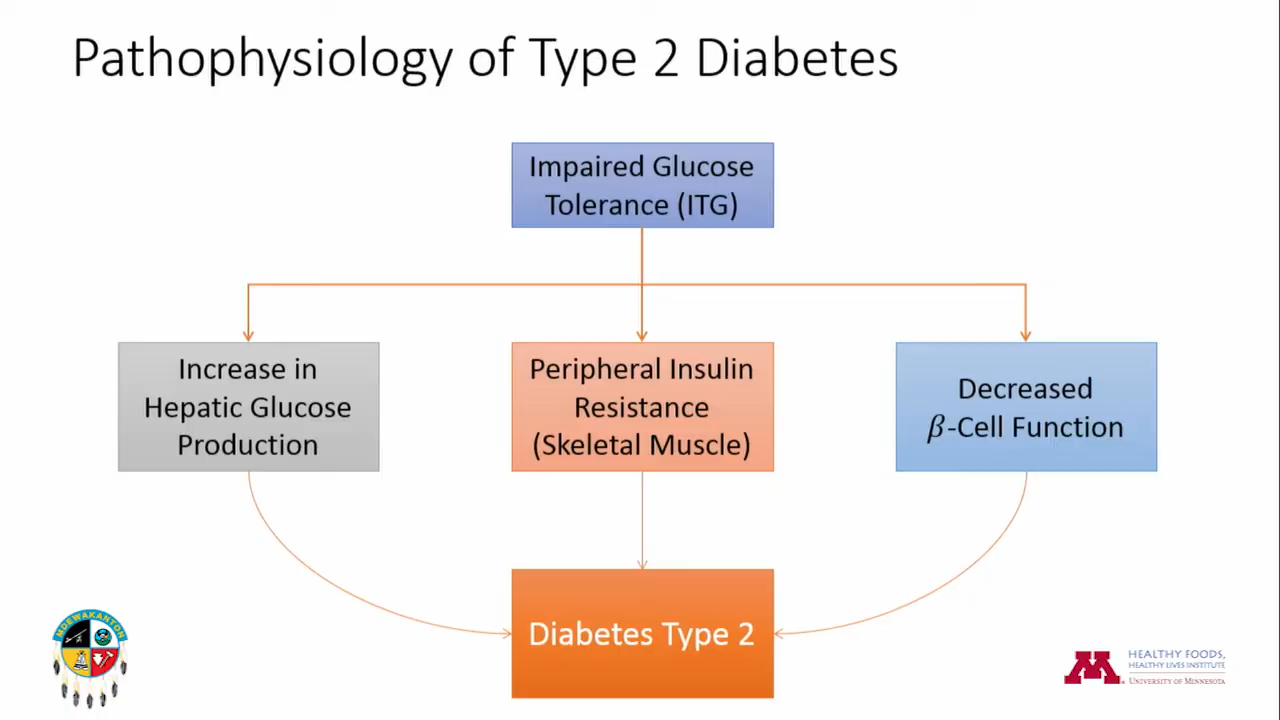 Pathophysiology of Type 2 Diabetes
Impaired Glucose
Tolerance (ITG)
Increase in
Hepatic Glucose
Production
Peripheral Insulin
Resistance
(Skeletal Muscle)
Decreased
β-Cell Function
Diabetes Type 2
MDEWAKANTON
M
HEALTHY FOODS,
HEALTHY LIVES INSTITUTE
UNIVERSITY OF MINNESOTA